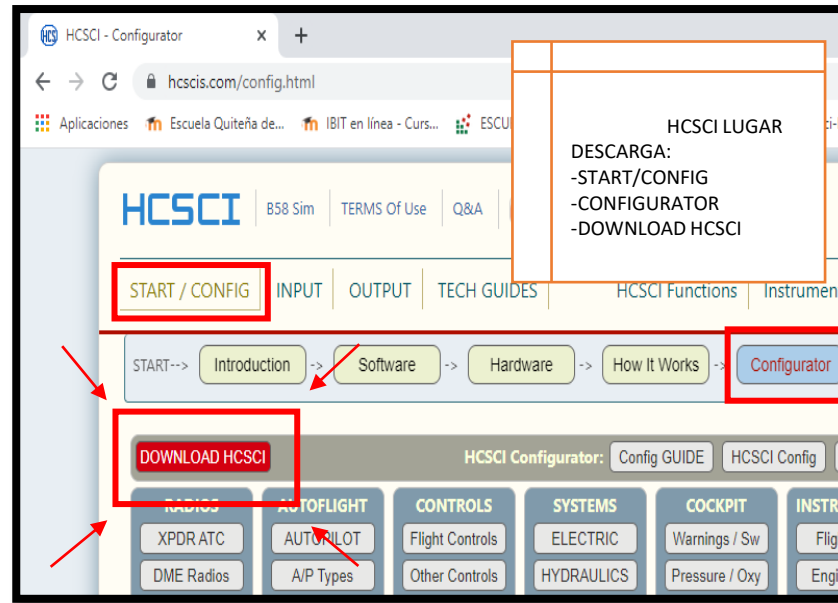 HCSCI - Configurator
hcscis.com/config.html
Aplicaciones Escuela Quiteña de... IBIT en línea - Curs...
HCSCI LUGAR
DESCARGA:
-START/CONFIG
-CONFIGURATOR
-DOWNLOAD HCSCI
HCSCI B58 Sim TERMS Of Use Q&A
START / CONFIG INPUT OUTPUT TECH GUIDES HCSCI Functions
START--> Introduction -> Software -> Hardware -> How It Works -> Configurator
DOWNLOAD HCSCI HCSCI Configurator: Config GUIDE HCSCI Config
RADIOS AUTOFLIGHT CONTROLS SYSTEMS COCKPIT
XPDR ATC AUTOPILOT Flight Controls ELECTRIC Warnings / Sw
DME Radios A/P Types Other Controls HYDRAULICS Pressure / Oxy